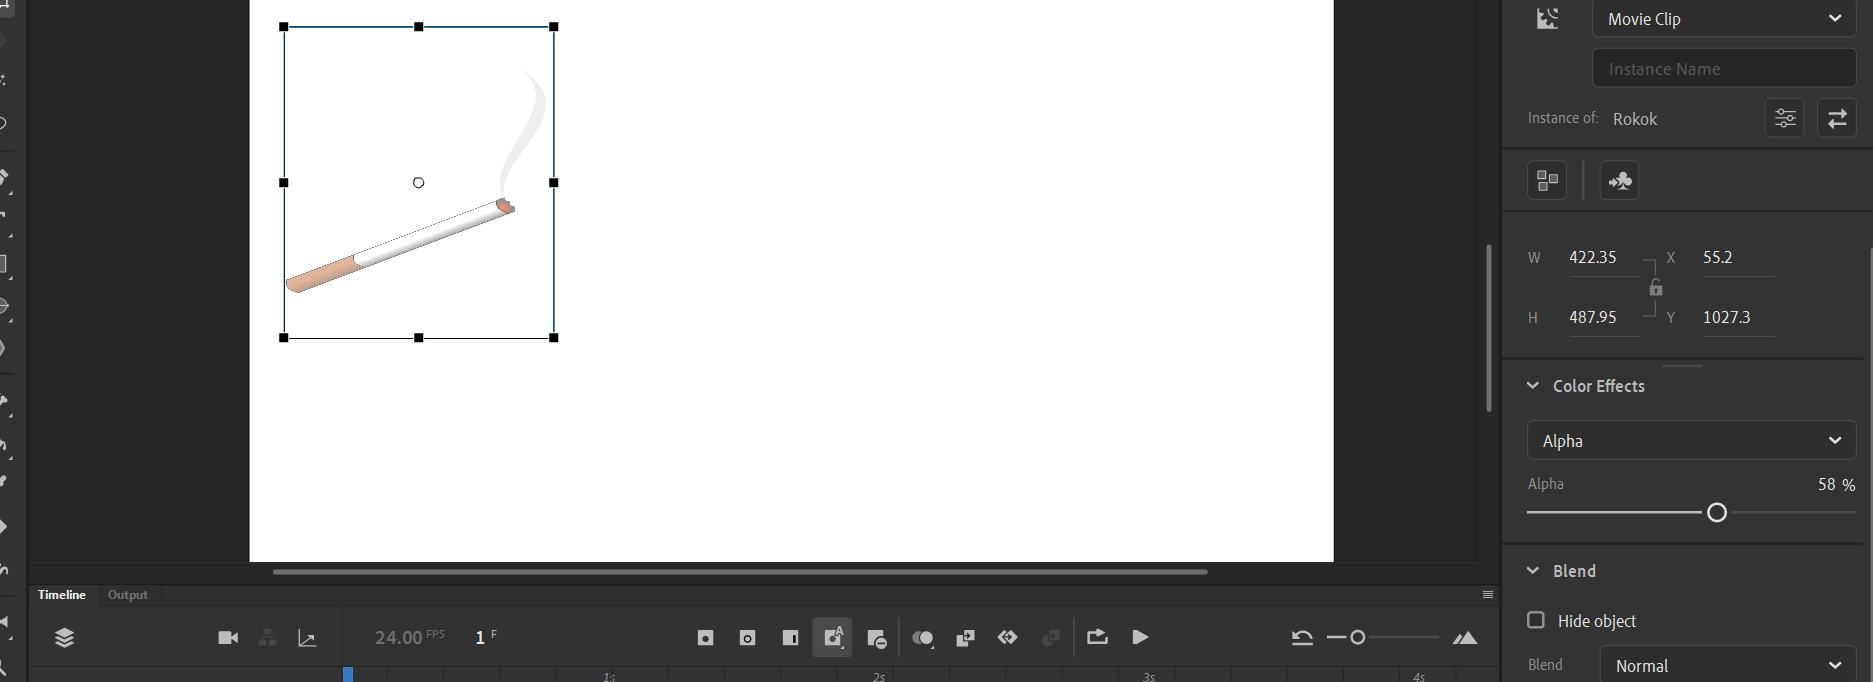 Movie Clip
Instance Name
Instance of: Rokok
W 422.35 X 55.2
H 487.95 Y 1027.3
Color Effects
Alpha
Alpha 58 %
Blend
Hide object
Blend Normal
Timeline Output
24.00 FPS 1 F
1s 2s 3s 4s